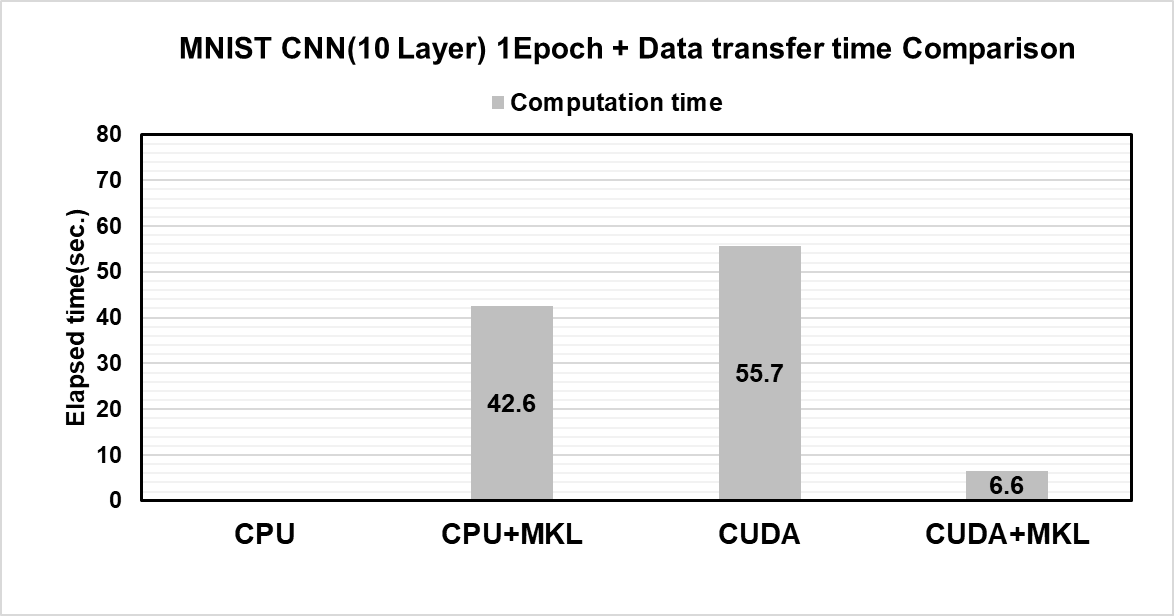 MNIST CNN(10 Layer) 1Epoch + Data transfer time Comparison
Computation time
Elapsed time(sec.)
80
70
60
50
40
30
20
10
0
42.6
55.7
6.6
CPU
CPU+MKL
CUDA
CUDA+MKL